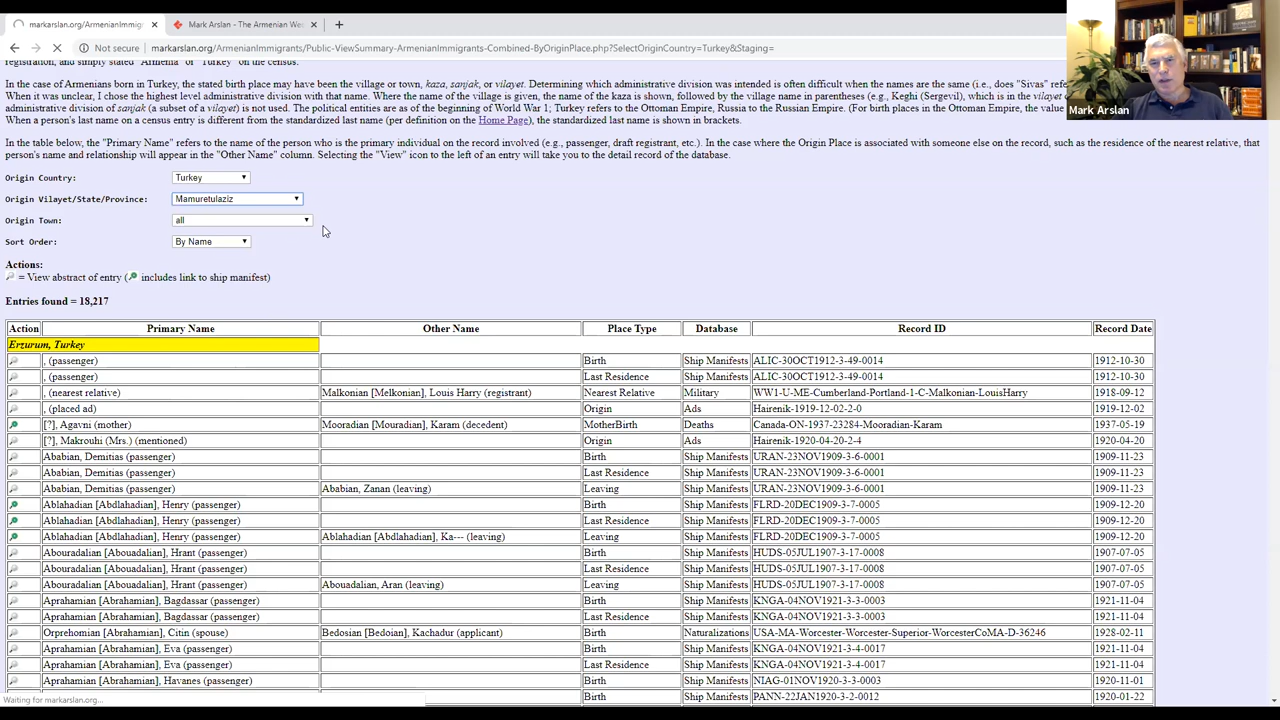 markarslan.org/ArmenianImmig
Mark Arslan - The Armenian Wee
Not secure
markarslan.org/ArmenianImmigrants/Public-ViewSummary-ArmenianImmigrants-Combined-ByOriginPlace.php?SelectOriginCountry=Turkey&Staging=
registration, and simply stated "Armenia" or "Turkey" on the census.
In the case of Armenians born in Turkey, the stated birth place may have been the village or town, kaza, sanjak, or vilayet. Determining which administrative division was intended is often difficult when the names are the same (i.e., does "Sivas" ref
When it was unclear, I chose the highest level administrative division with that name. Where the name of the village is given, the name of the kaza is shown, followed by the village name in parentheses (e.g., Keghi (Sergevil), which is in the vilayet o
administrative division of sanjak (a subset of a vilayet) is not used. The political entities are as of the beginning of World War 1; Turkey refers to the Ottoman Empire, Russia to the Russian Empire. (For birth places in the Ottoman Empire, the value
When a person's last name on a census entry is different from the standardized last name (per definition on the Home Page), the standardized last name is shown in brackets.
In the table below, the "Primary Name" refers to the name of the person who is the primary individual on the record involved (e.g., passenger, draft registrant, etc.). In the case where the Origin Place is associated with someone else on the record, such as the residence of the nearest relative, that
person's name and relationship will appear in the "Other Name" column. Selecting the "View" icon to the left of an entry will take you to the detail record of the database.
Origin Country: Turkey
Origin Vilayet/State/Province: Mamuretulaziz
Origin Town: all
Sort Order: By Name
Actions:
= View abstract of entry ( includes link to ship manifest)
Entries found = 18,217
Action Primary Name Other Name Place Type Database Record ID Record Date
Erzurum, Turkey
, (passenger) Birth Ship Manifests ALIC-30OCT1912-3-49-0014 1912-10-30
, (passenger) Last Residence Ship Manifests ALIC-30OCT1912-3-49-0014 1912-10-30
, (nearest relative) Malkonian [Melkonian], Louis Harry (registrant) Nearest Relative Military WW1-U-ME-Cumberland-Portland-1-C-Malkonian-LouisHarry 1918-09-12
, (placed ad) Origin Ads Hairenik-1919-12-02-2-0 1919-12-02
[?], Agavni (mother) Mooradian [Mouradian], Karam (decedent) MotherBirth Deaths Canada-ON-1937-23284-Mooradian-Karam 1937-05-19
[?], Makrouhi (Mrs.) (mentioned) Origin Ads Hairenik-1920-04-20-2-4 1920-04-20
Ababian, Demitias (passenger) Birth Ship Manifests URAN-23NOV1909-3-6-0001 1909-11-23
Ababian, Demitias (passenger) Last Residence Ship Manifests URAN-23NOV1909-3-6-0001 1909-11-23
Ababian, Demitias (passenger) Ababian, Zanan (leaving) Leaving Ship Manifests URAN-23NOV1909-3-6-0001 1909-11-23
Ablahadian [Abdlahadian], Henry (passenger) Birth Ship Manifests FLRD-20DEC1909-3-7-0005 1909-12-20
Ablahadian [Abdlahadian], Henry (passenger) Last Residence Ship Manifests FLRD-20DEC1909-3-7-0005 1909-12-20
Ablahadian [Abdlahadian], Henry (passenger) Ablahadian [Abdlahadian], Ka--- (leaving) Leaving Ship Manifests FLRD-20DEC1909-3-7-0005 1909-12-20
Abouradalian [Abouadalian], Hrant (passenger) Birth Ship Manifests HUDS-05JUL1907-3-17-0008 1907-07-05
Abouradalian [Abouadalian], Hrant (passenger) Last Residence Ship Manifests HUDS-05JUL1907-3-17-0008 1907-07-05
Abouradalian [Abouadalian], Hrant (passenger) Abouadalian, Aran (leaving) Leaving Ship Manifests HUDS-05JUL1907-3-17-0008 1907-07-05
Aprahamian [Abrahamian], Bagdassar (passenger) Birth Ship Manifests KNGA-04NOV1921-3-3-0003 1921-11-04
Aprahamian [Abrahamian], Bagdassar (passenger) Last Residence Ship Manifests KNGA-04NOV1921-3-3-0003 1921-11-04
Orprehomian [Abrahamian], Citin (spouse) Bedosian [Bedoian], Kachadur (applicant) Birth Naturalizations USA-MA-Worcester-Worcester-Superior-WorcesterCoMA-D-36246 1928-02-11
Aprahamian [Abrahamian], Eva (passenger) Birth Ship Manifests KNGA-04NOV1921-3-4-0017 1921-11-04
Aprahamian [Abrahamian], Eva (passenger) Last Residence Ship Manifests KNGA-04NOV1921-3-4-0017 1921-11-04
Aprahamian [Abrahamian], Havanes (passenger) Birth Ship Manifests NIAG-01NOV1920-3-3-0003 1920-11-01
Birth Ship Manifests PANN-22JAN1920-3-2-0012 1920-01-22
Waiting for markarslan.org...
Mark Arslan